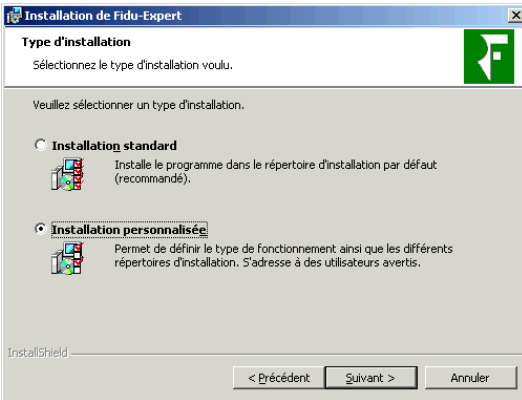 Installation de Fidu-Expert
Type d'installation
Sélectionnez le type d'installation voulu.
Veuillez sélectionner un type d'installation.
Installation standard
Installe le programme dans le répertoire d'installation par défaut
(recommandé).
Installation personnalisée
Permet de définir le type de fonctionnement ainsi que les différents
répertoires d'installation. S'adresse à des utilisateurs avertis.
InstallShield
< Précédent Suivant > Annuler